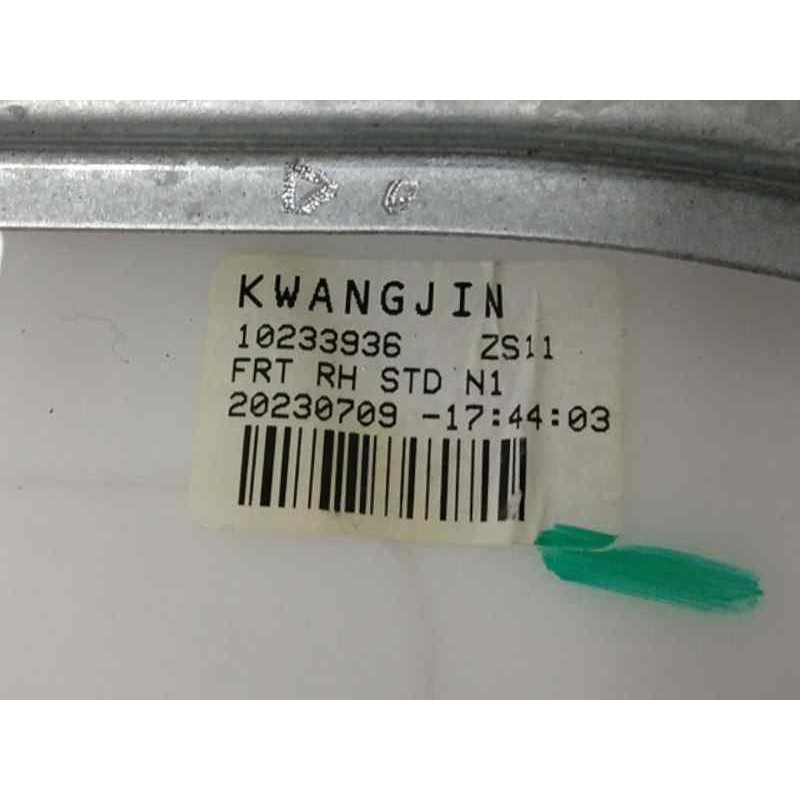 KWANGJIN
10233936 ZS11
FRT RH STD N1
20230709 -17:44:03